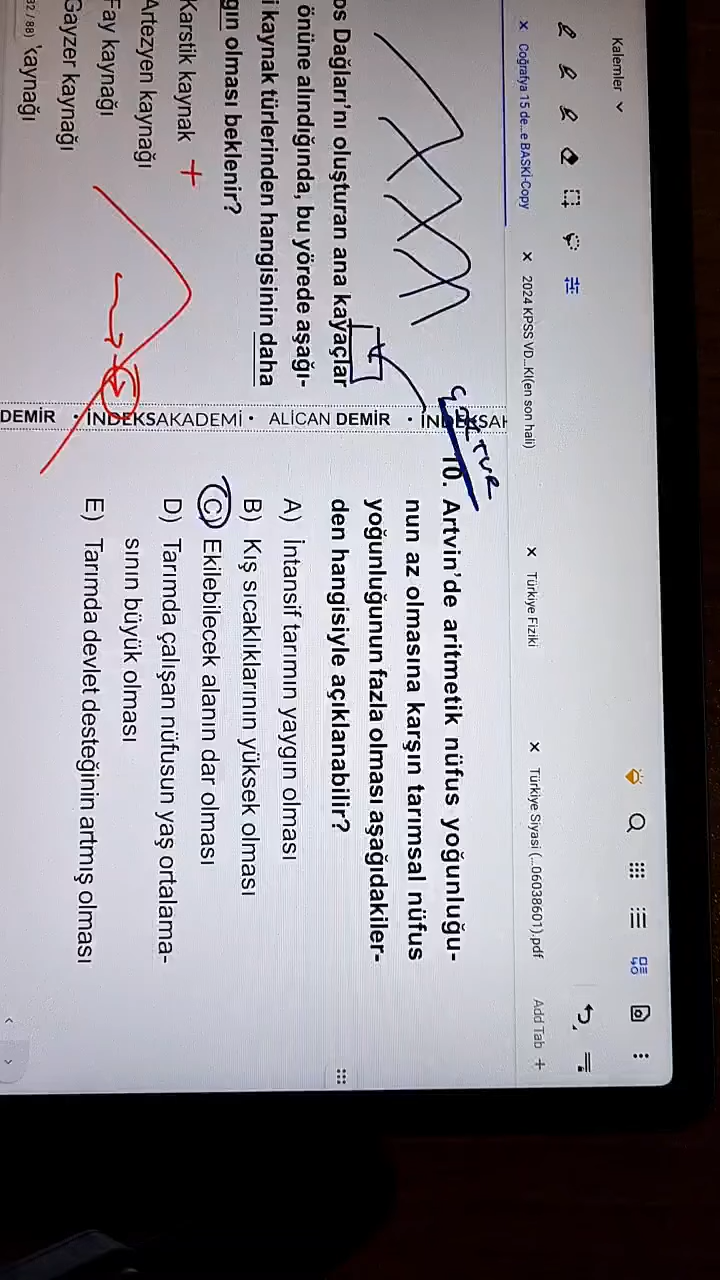 Kalemler
Coğrafya 15 de...e BASKI-Copy
2024 KPSS VD...KI(en son hali)
Türkiye Fiziki
Türkiye Siyasi (...06038601).pdf
Add Tab +
os Dağları'nı oluşturan ana kayaçlar
önüne alındığında, bu yörede aşağı-
i kaynak türlerinden hangisinin daha
gın olması beklenir?
Karstik kaynak
Artezyen kaynağı
Fay kaynağı
Gayzer kaynağı
kaynağı
32 / 88)
DEMİR • İNDEKSAKADEMİ • ALİCAN DEMİR • İNDEKSAK
10. Artvin'de aritmetik nüfus yoğunluğu-
nun az olmasına karşın tarımsal nüfus
yoğunluğunun fazla olması aşağıdakiler-
den hangisiyle açıklanabilir?
A) İntansif tarımın yaygın olması
B) Kış sıcaklıklarının yüksek olması
C) Ekilebilecek alanın dar olması
D) Tarımda çalışan nüfusun yaş ortalama-
sının büyük olması
E) Tarımda devlet desteğinin artmış olması